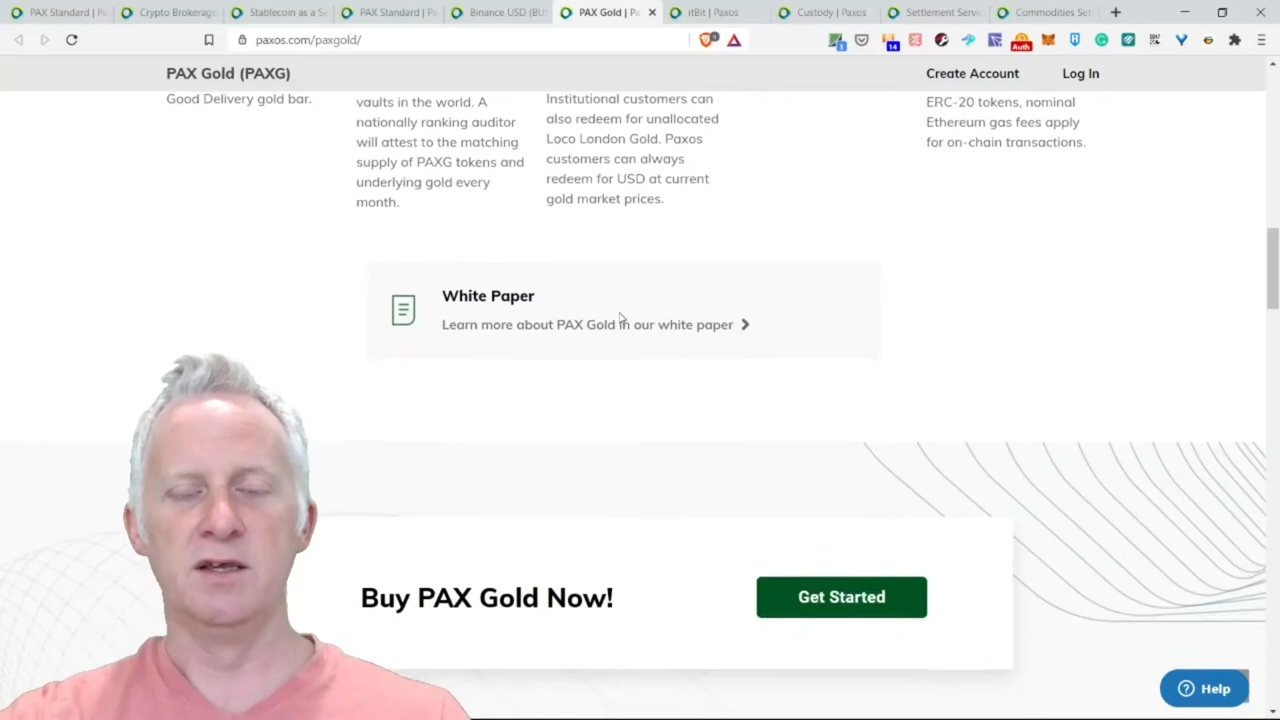 PAX Standard | Pa
Crypto Brokerage
Stablecoin as a Se
PAX Standard | Pa
Binance USD (BU
PAX Gold | P
itBit | Paxos
Custody | Paxos
Settlement Servic
Commodities Set
paxos.com/paxgold/
14
Auth
PAX Gold (PAXG)
Create Account
Log In
Good Delivery gold bar.
vaults in the world. A
nationally ranking auditor
will attest to the matching
supply of PAXG tokens and
underlying gold every
month.
Institutional customers can
also redeem for unallocated
Loco London Gold. Paxos
customers can always
redeem for USD at current
gold market prices.
ERC-20 tokens, nominal
Ethereum gas fees apply
for on-chain transactions.
White Paper
Learn more about PAX Gold in our white paper
Buy PAX Gold Now!
Get Started
Help